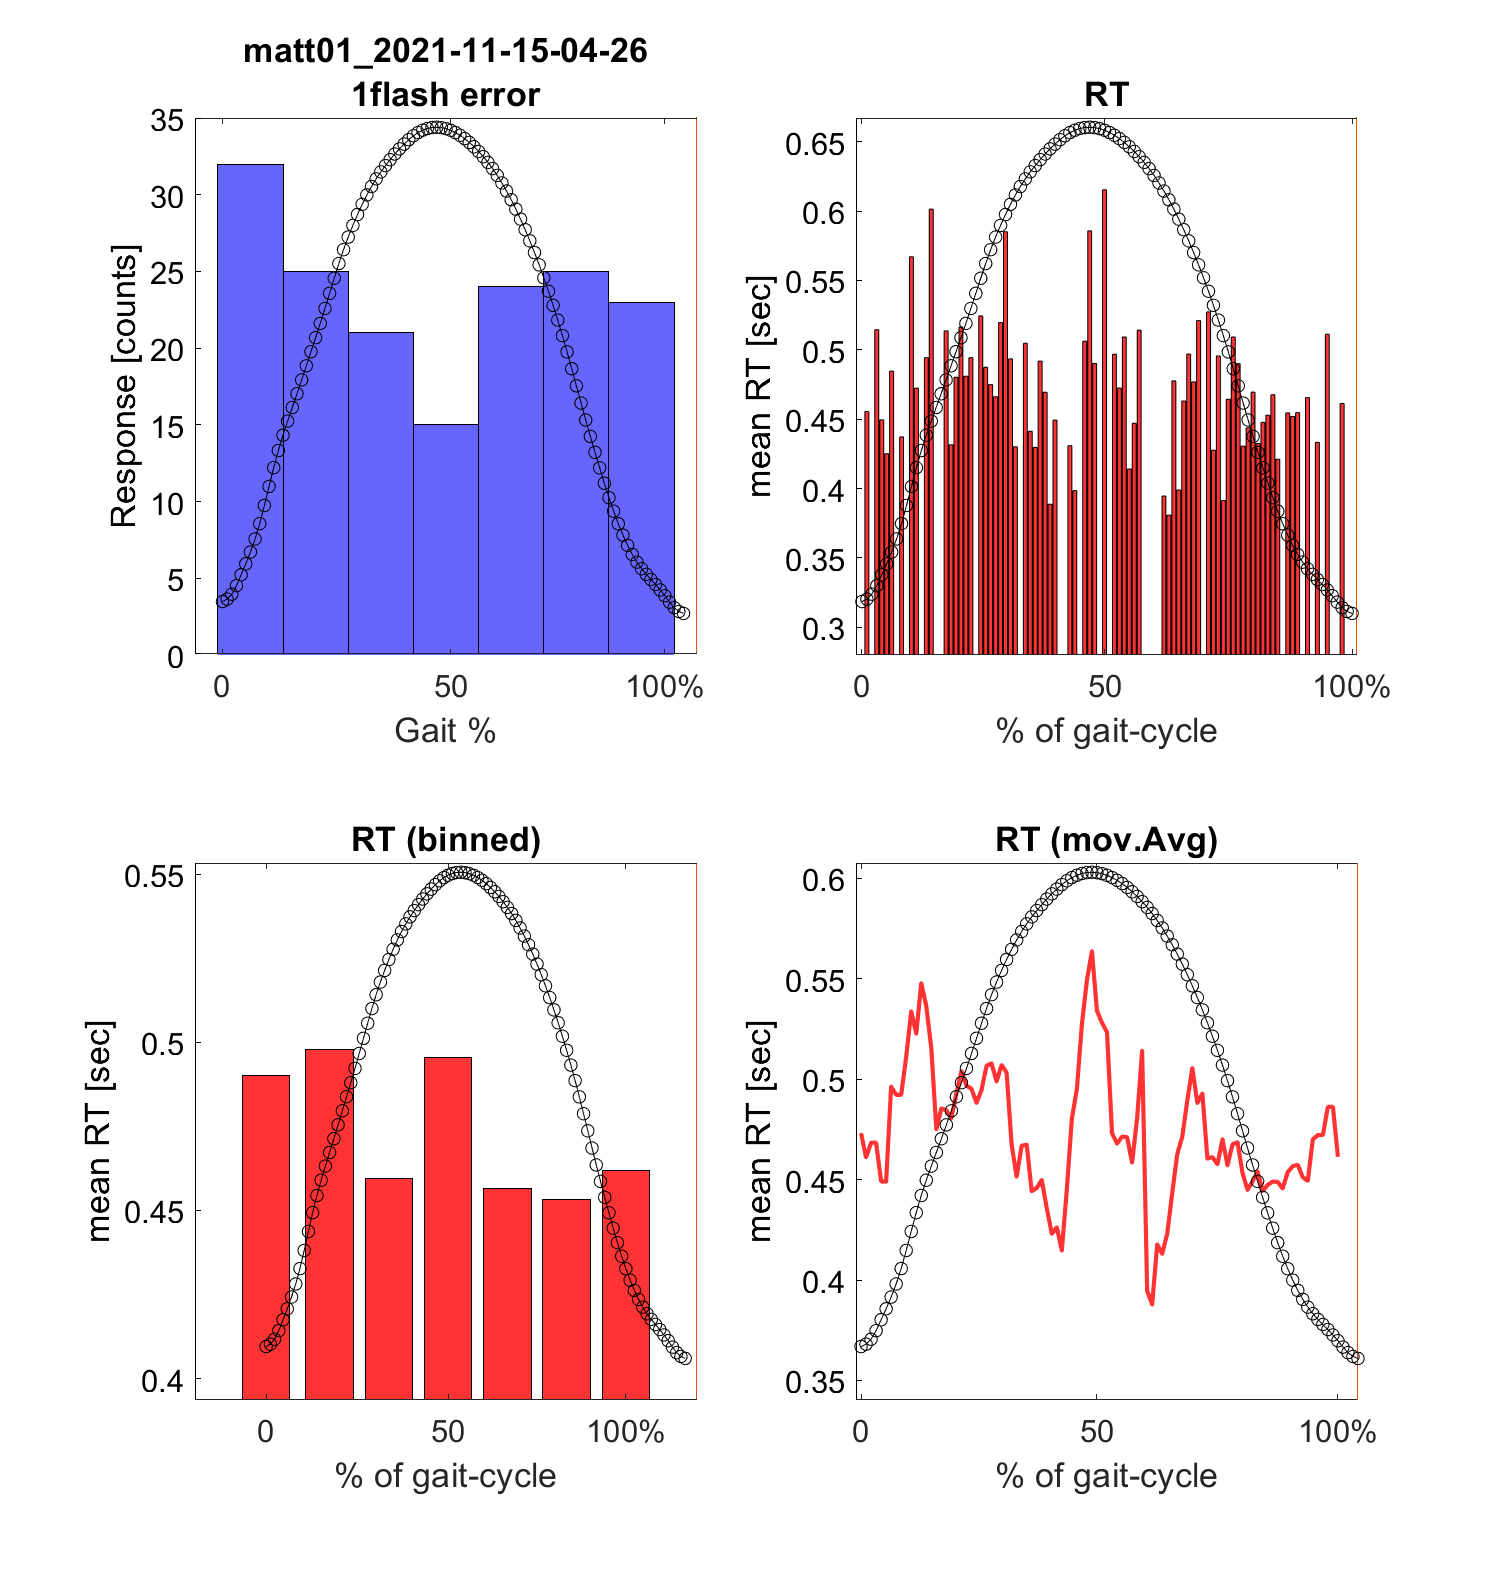 matt01_2021-11-15-04-26
1flash error
35
30
25
20
15
10
5
0
Response [counts]
0 50 100%
Gait %
RT
0.65
0.6
0.55
0.5
0.45
0.4
0.35
0.3
mean RT [sec]
0 50 100%
% of gait-cycle
RT (binned)
0.55
0.5
0.45
0.4
mean RT [sec]
0 50 100%
% of gait-cycle
RT (mov.Avg)
0.6
0.55
0.5
0.45
0.4
0.35
mean RT [sec]
0 50 100%
% of gait-cycle